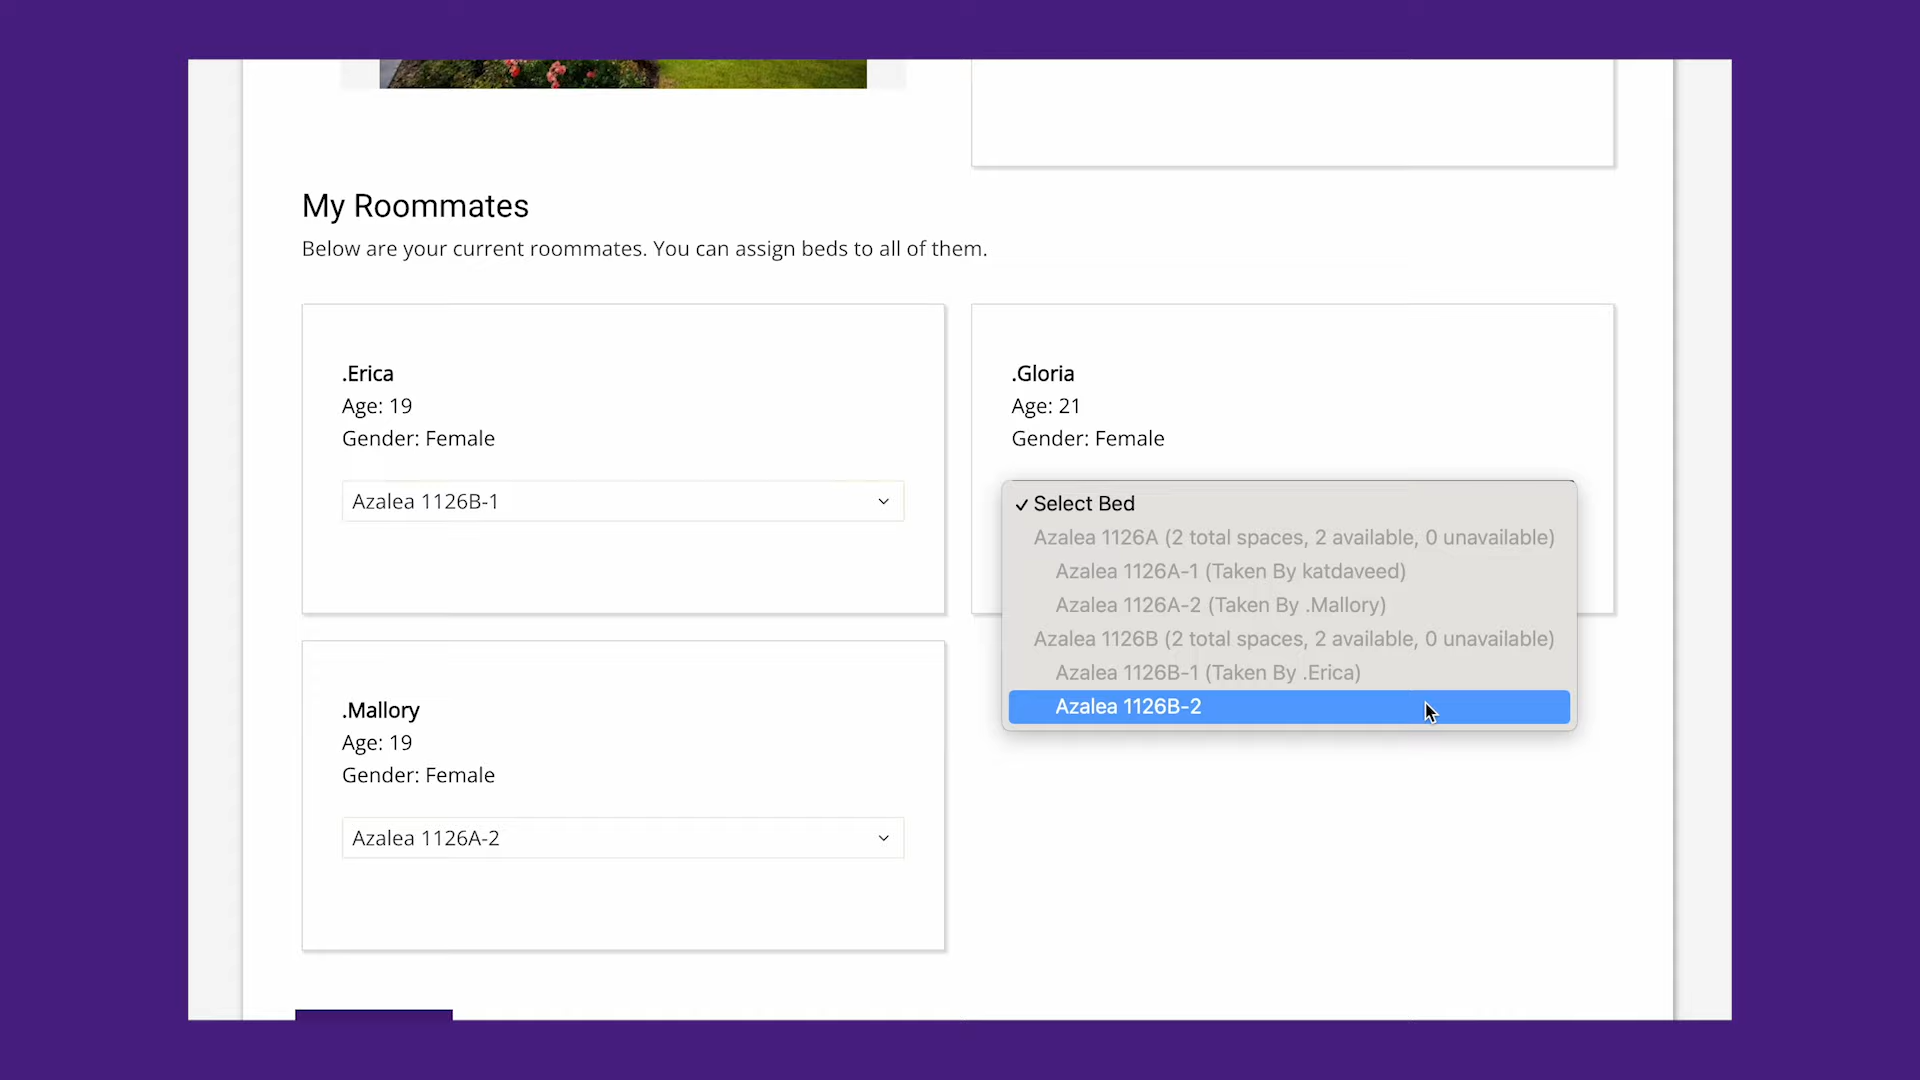 My Roommates
Below are your current roommates. You can assign beds to all of them.
.Erica
Age: 19
Gender: Female
Azalea 1126B-1
.Gloria
Age: 21
Gender: Female
✓ Select Bed
Azalea 1126A (2 total spaces, 2 available, 0 unavailable)
Azalea 1126A-1 (Taken By katdaveed)
Azalea 1126A-2 (Taken By .Mallory)
Azalea 1126B (2 total spaces, 2 available, 0 unavailable)
Azalea 1126B-1 (Taken By .Erica)
Azalea 1126B-2
.Mallory
Age: 19
Gender: Female
Azalea 1126A-2